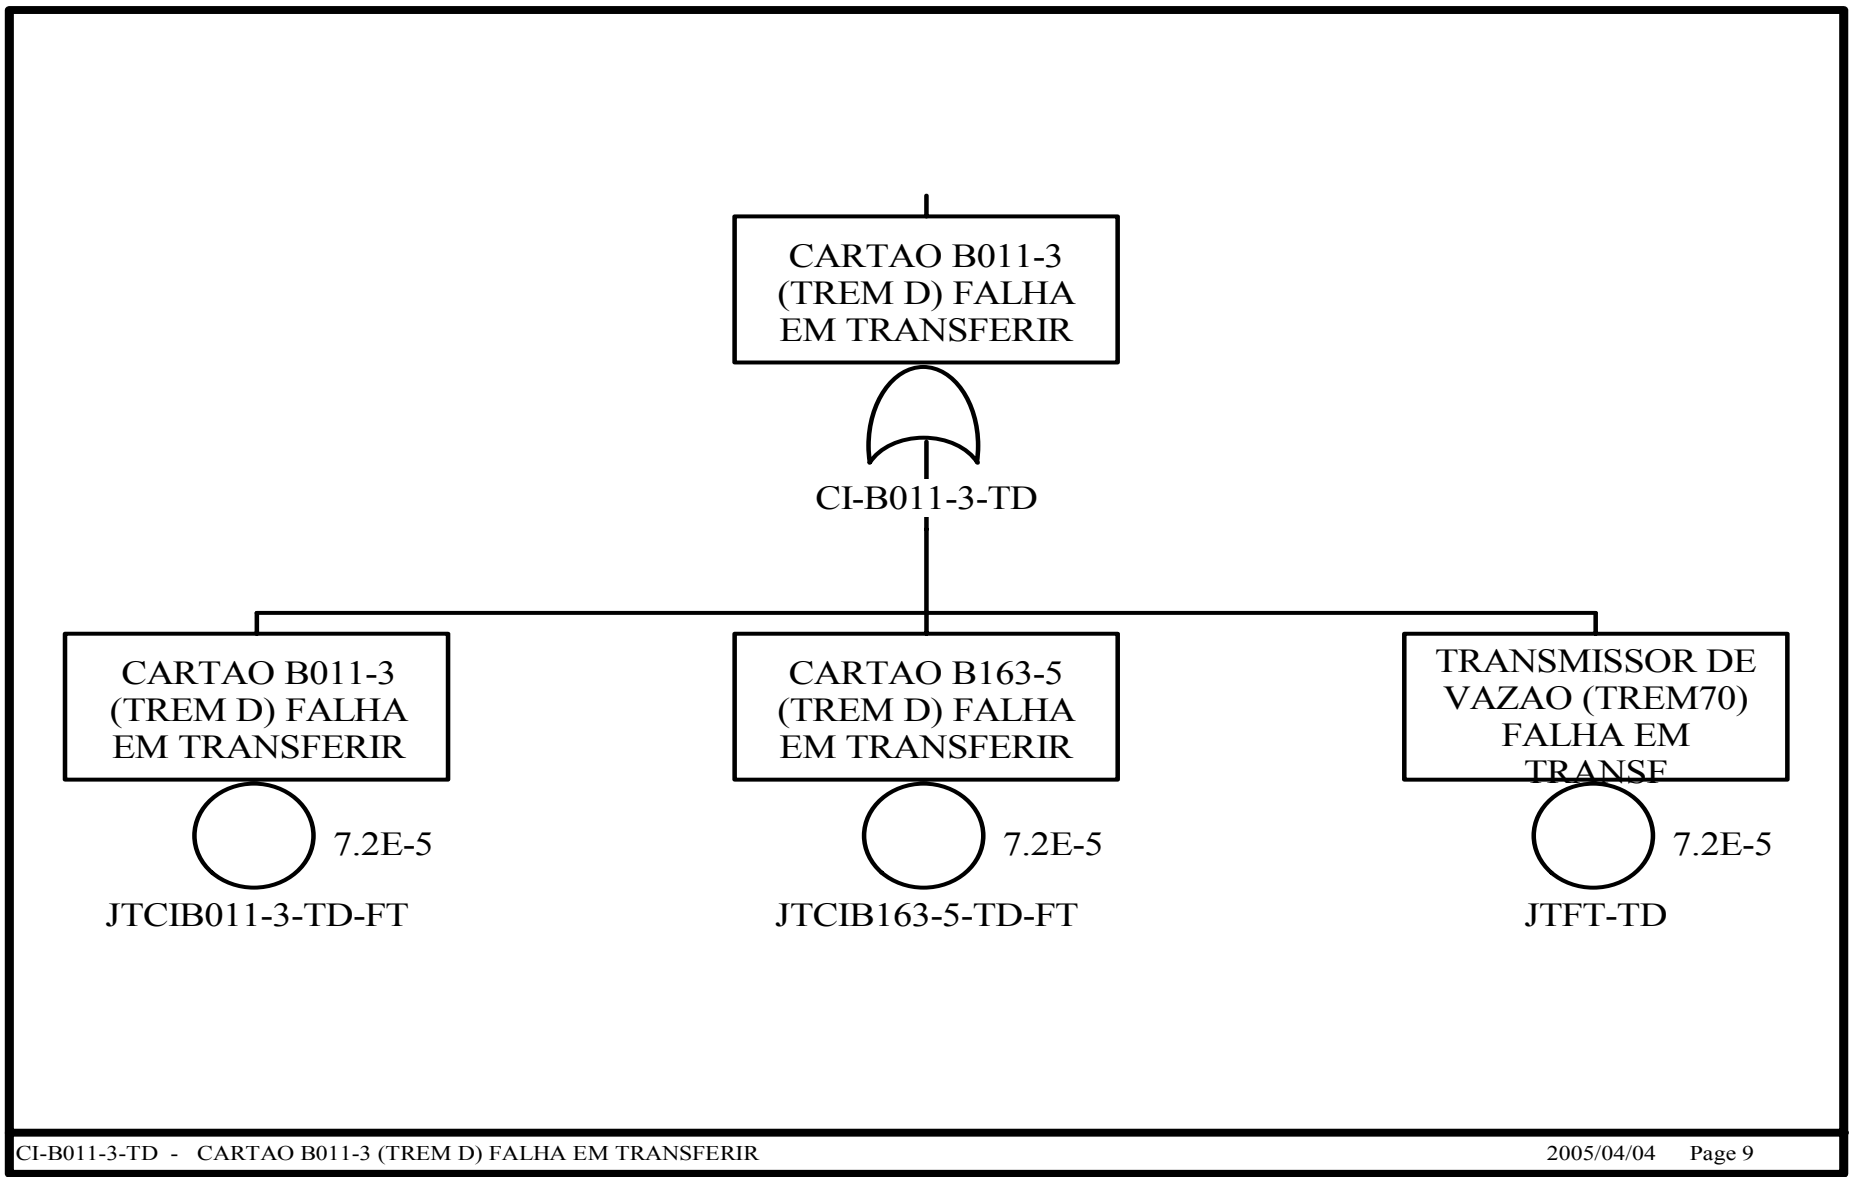 CARTAO B011-3
(TREM D) FALHA
EM TRANSFERIR
CI-B011-3-TD
CARTAO B011-3
(TREM D) FALHA
EM TRANSFERIR
7.2E-5
JTCIB011-3-TD-FT
CARTAO B163-5
(TREM D) FALHA
EM TRANSFERIR
7.2E-5
JTCIB163-5-TD-FT
TRANSMISSOR DE
VAZAO (TREM70)
FALHA EM
TRANSF
7.2E-5
JTFT-TD
CI-B011-3-TD - CARTAO B011-3 (TREM D) FALHA EM TRANSFERIR 2005/04/04 Page 9